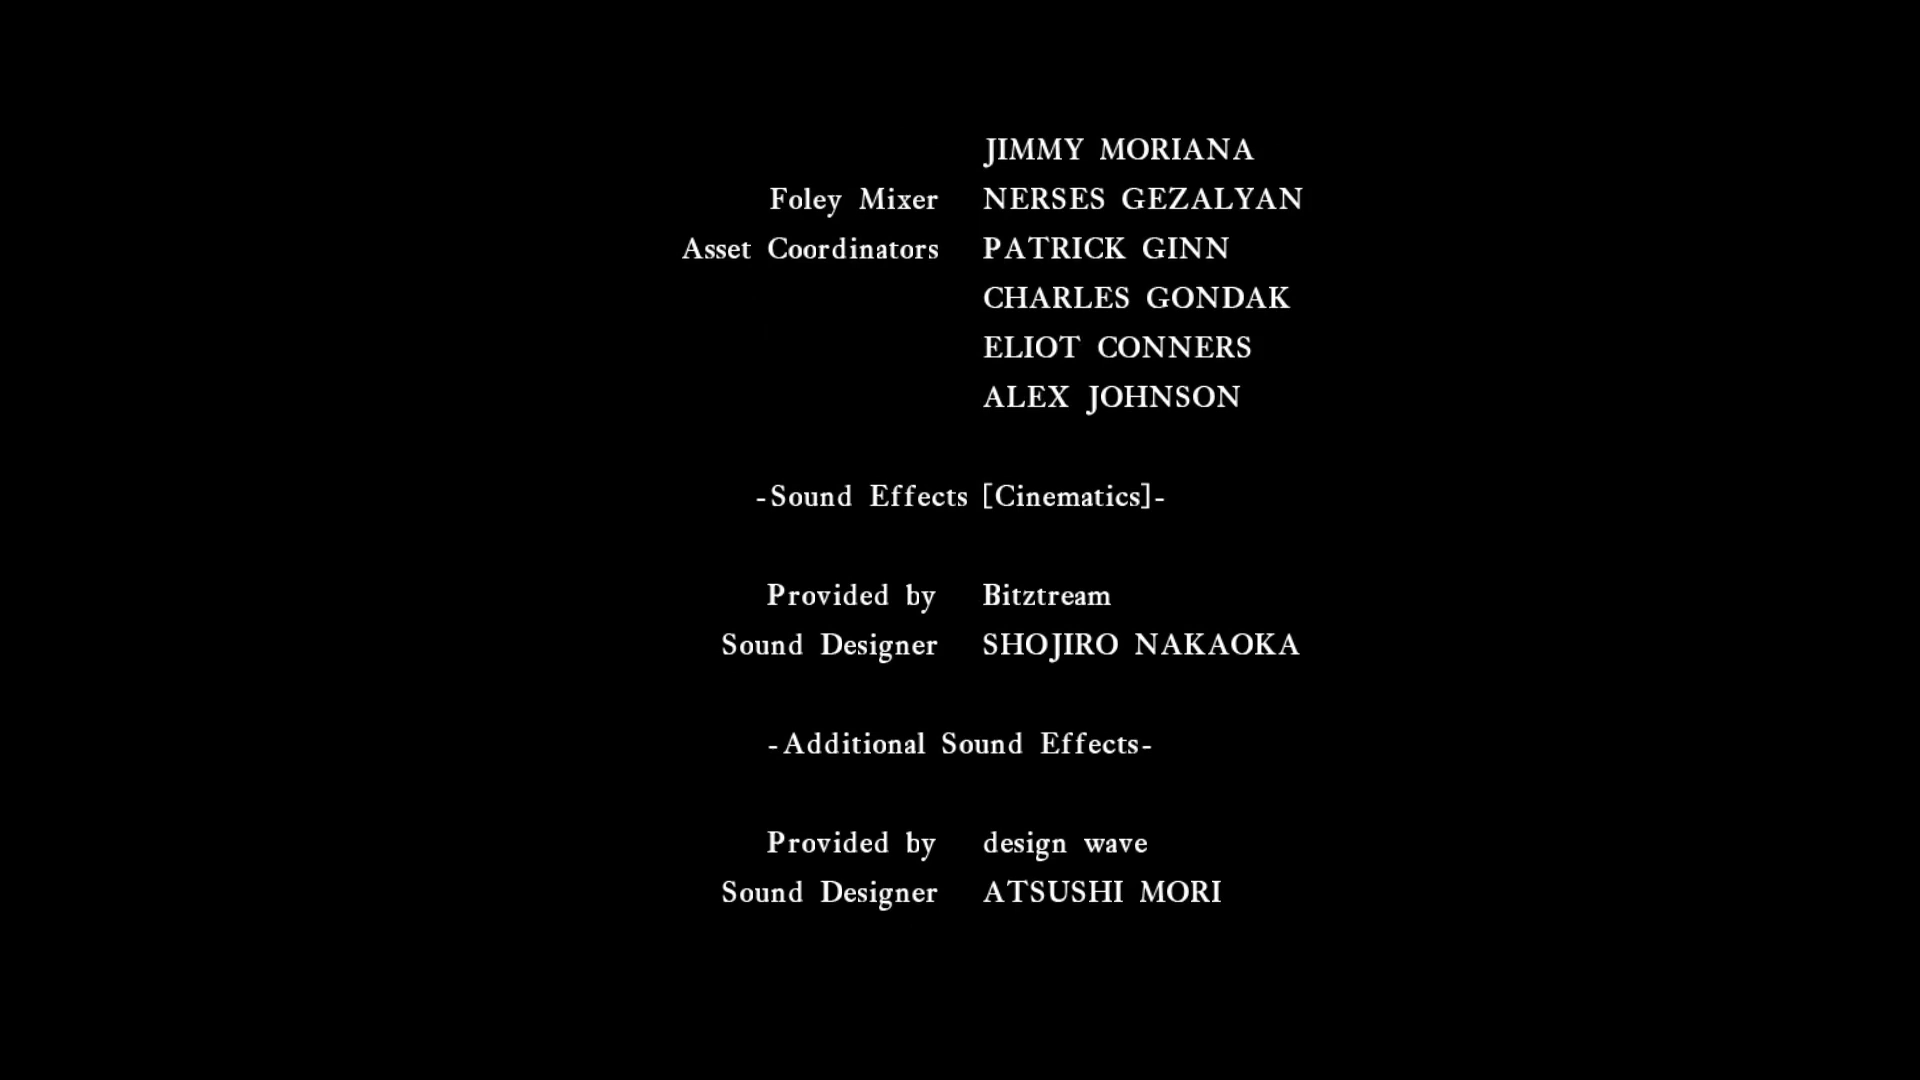 JIMMY MORIANA
Foley Mixer NERSES GEZALYAN
Asset Coordinators PATRICK GINN
CHARLES GONDAK
ELIOT CONNERS
ALEX JOHNSON
-Sound Effects [Cinematics]-
Provided by Bitztream
Sound Designer SHOJIRO NAKAOKA
-Additional Sound Effects-
Provided by design wave
Sound Designer ATSUSHI MORI